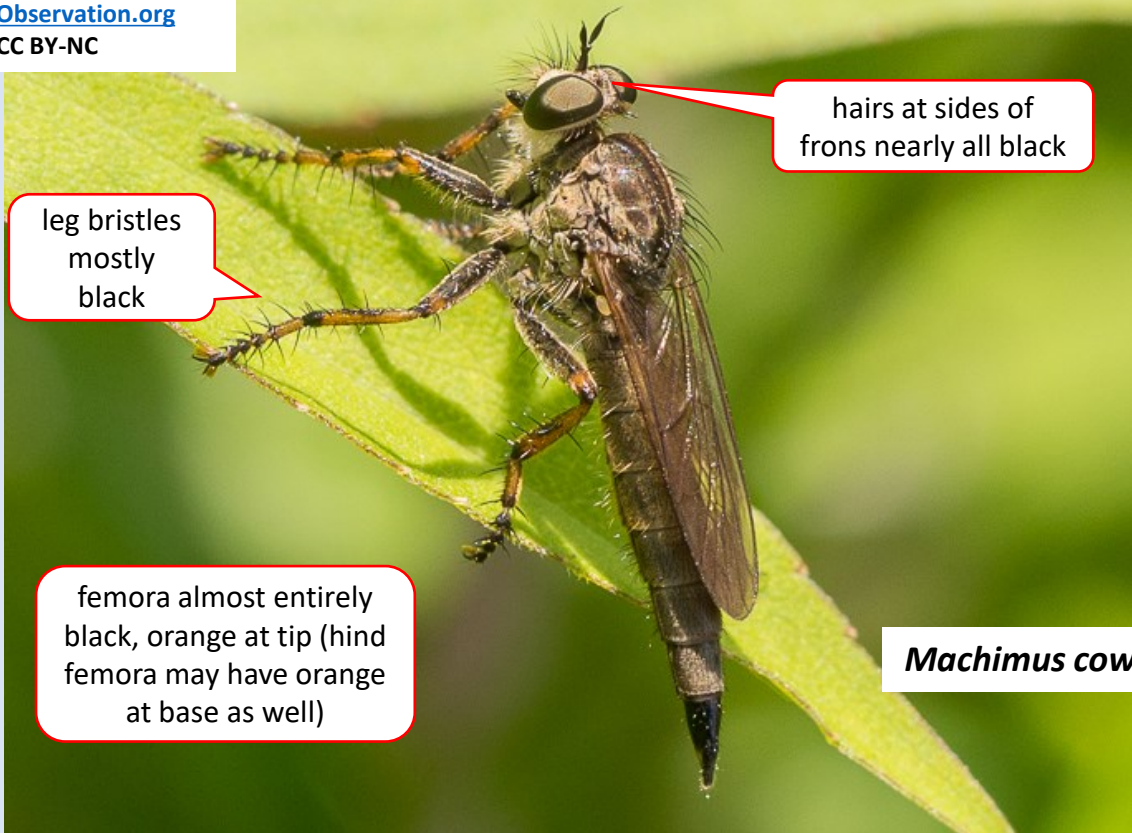 Observation.org
CC BY-NC
hairs at sides of
frons nearly all black
leg bristles
mostly
black
femora almost entirely
black, orange at tip (hind
femora may have orange
at base as well)
Machimus cow